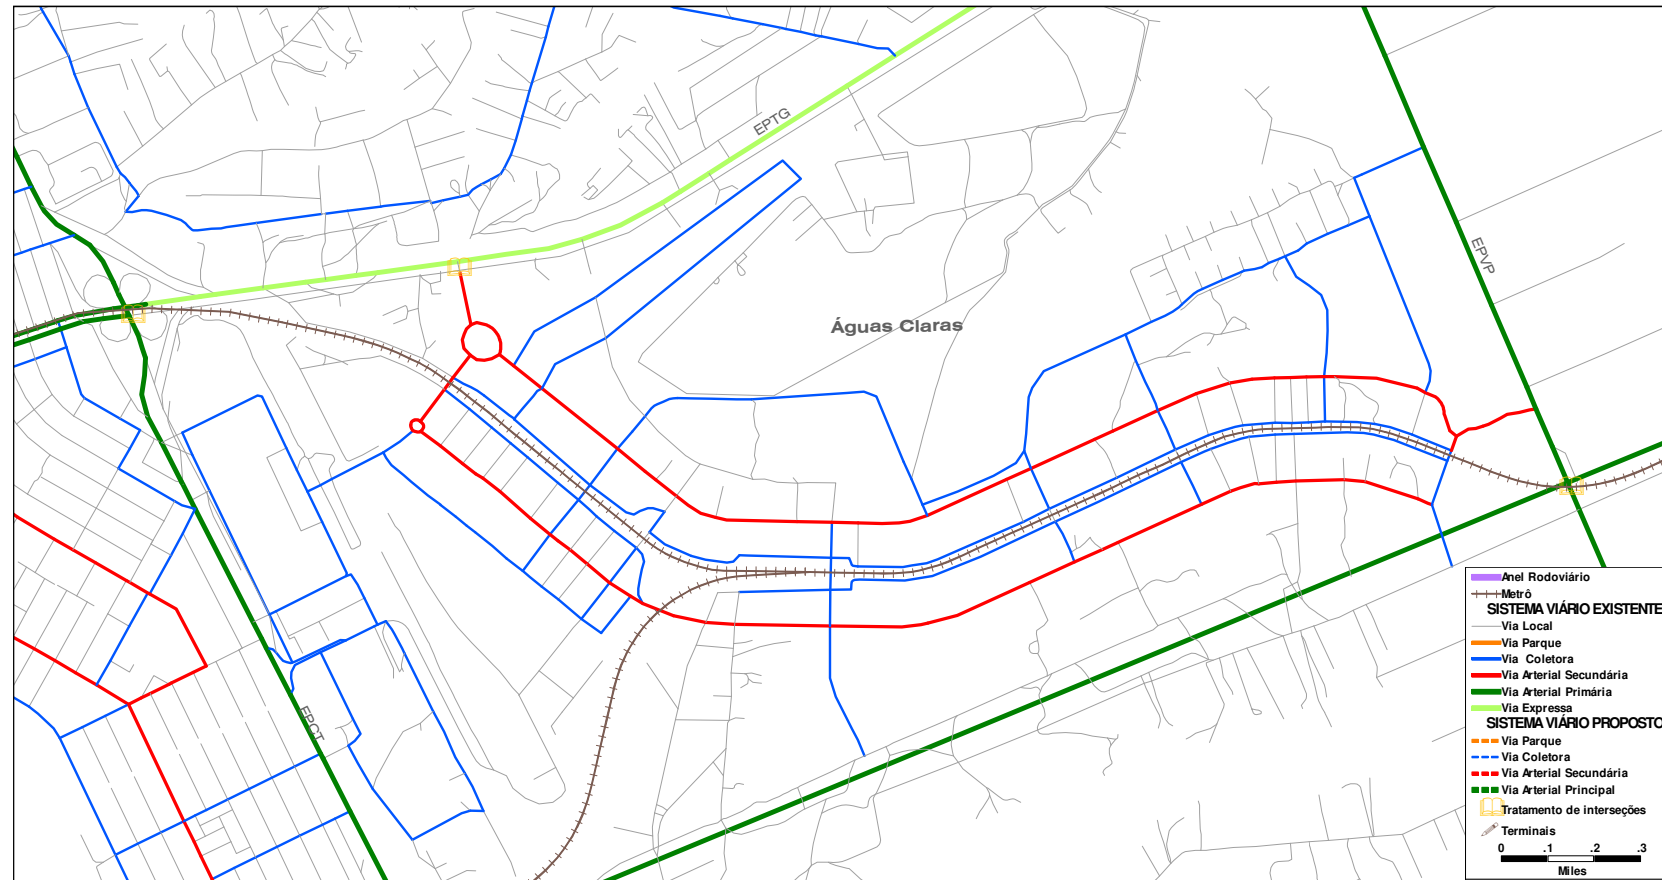 EPTG
EPVP
Águas Claras
EPCT
Anel Rodoviário
Metrô
SISTEMA VIÁRIO EXISTENTE
Via Local
Via Parque
Via Coletora
Via Arterial Secundária
Via Arterial Primária
Via Expressa
SISTEMA VIÁRIO PROPOSTO
Via Parque
Via Coletora
Via Arterial Secundária
Via Arterial Principal
Tratamento de interseções
Terminais
0 .1 .2 .3
Miles